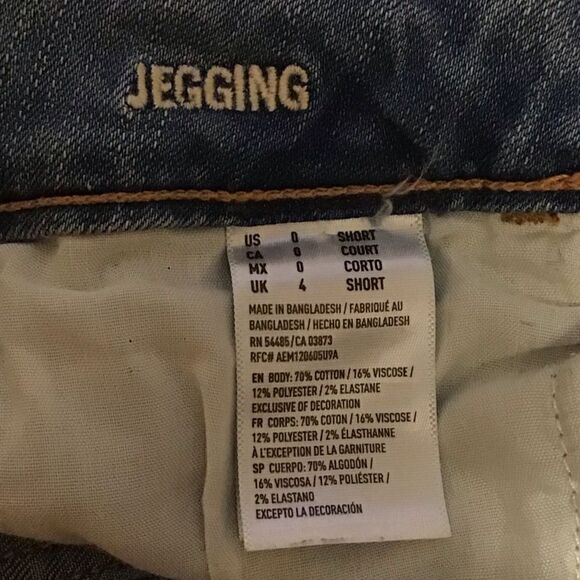 JEGGING
US 0 SHORT
CA 0 COURT
MX 0 CORTO
UK 4 SHORT
MADE IN BANGLADESH / FABRIQUÉ AU
BANGLADESH / HECHO EN BANGLADESH
RN 54485 / CA 03873
RFC# AEM120605U9A
EN BODY: 70% COTTON / 16% VISCOSE /
12% POLYESTER / 2% ELASTANE
EXCLUSIVE OF DECORATION
FR CORPS: 70% COTON / 16% VISCOSE /
12% POLYESTER / 2% ÉLASTHANNE
À L'EXCEPTION DE LA GARNITURE
SP CUERPO: 70% ALGODÓN /
16% VISCOSA / 12% POLIÉSTER /
2% ELASTANO
EXCEPTO LA DECORACIÓN